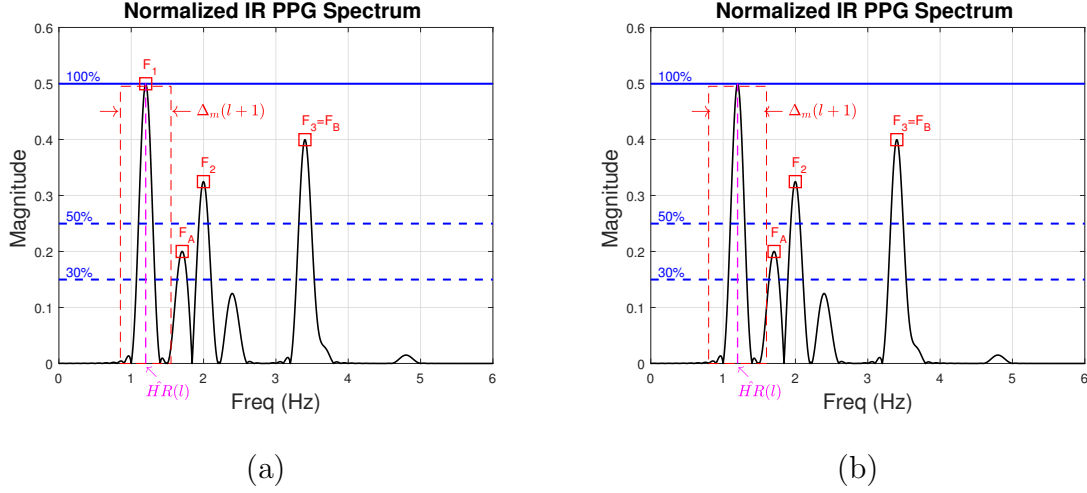 Normalized IR PPG Spectrum
0.6
0.5
0.4
0.3
0.2
0.1
0
Magnitude
100%
50%
30%
F1
Δm(l + 1)
F3=FB
F2
FA
0 1 2 3 4 5 6
ĤR(l)
Freq (Hz)
(a)
Normalized IR PPG Spectrum
0.6
0.5
0.4
0.3
0.2
0.1
0
Magnitude
100%
50%
30%
Δm(l + 1)
F3=FB
F2
FA
0 1 2 3 4 5 6
ĤR(l)
Freq (Hz)
(b)